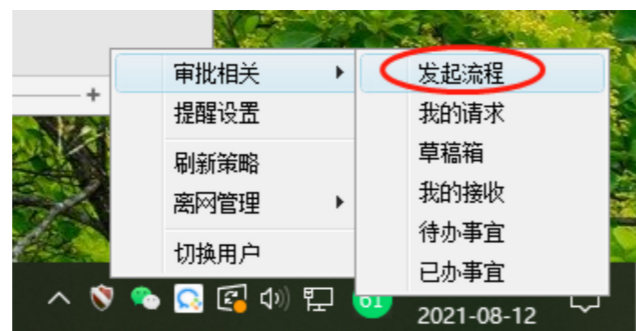 审批相关
提醒设置
刷新策略
离网管理
切换用户
发起流程
我的请求
草稿箱
我的接收
待办事宜
已办事宜
61
2021-08-12